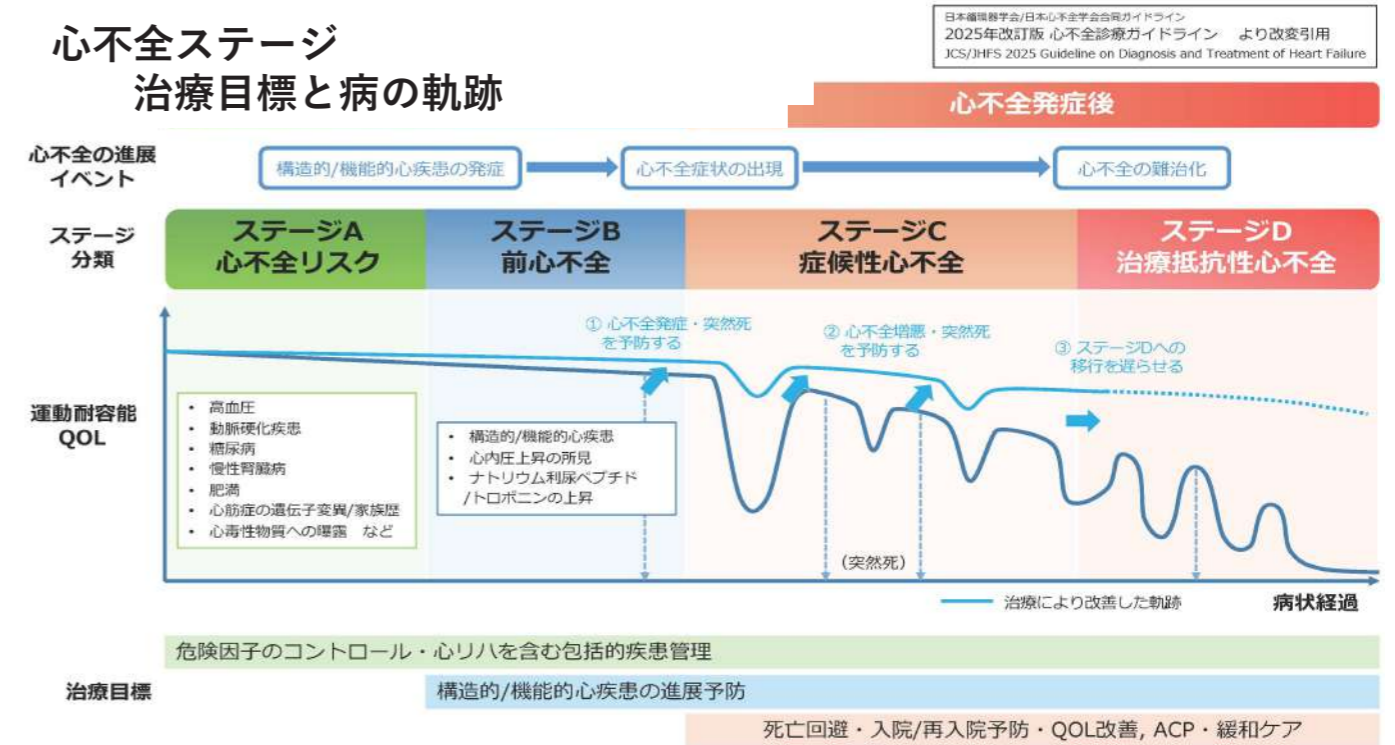 心不全ステージ
治療目標と病の軌跡
日本循環器学会/日本心不全学会合同ガイドライン
2025年改訂版 心不全診療ガイドライン より改変引用
JCS/JHFS 2025 Guideline on Diagnosis and Treatment of Heart Failure
心不全発症後
心不全の進展
イベント
構造的/機能的心疾患の発症
心不全症状の出現
心不全の難治化
ステージ
分類
ステージA
心不全リスク
ステージB
前心不全
ステージC
症候性心不全
ステージD
治療抵抗性心不全
① 心不全発症・突然死
を予防する
② 心不全増悪・突然死
を予防する
③ ステージDへの
移行を遅らせる
運動耐容能
QOL
• 高血圧
• 動脈硬化疾患
• 糖尿病
• 慢性腎臓病
• 肥満
• 心筋症の遺伝子変異/家族歴
• 心毒性物質への曝露 など
• 構造的/機能的心疾患
• 心内圧上昇の所見
• ナトリウム利尿ペプチド
/トロポニンの上昇
(突然死)
治療により改善した軌跡
病状経過
治療目標
危険因子のコントロール・心リハを含む包括的疾患管理
構造的/機能的心疾患の進展予防
死亡回避・入院/再入院予防・QOL改善, ACP・緩和ケア